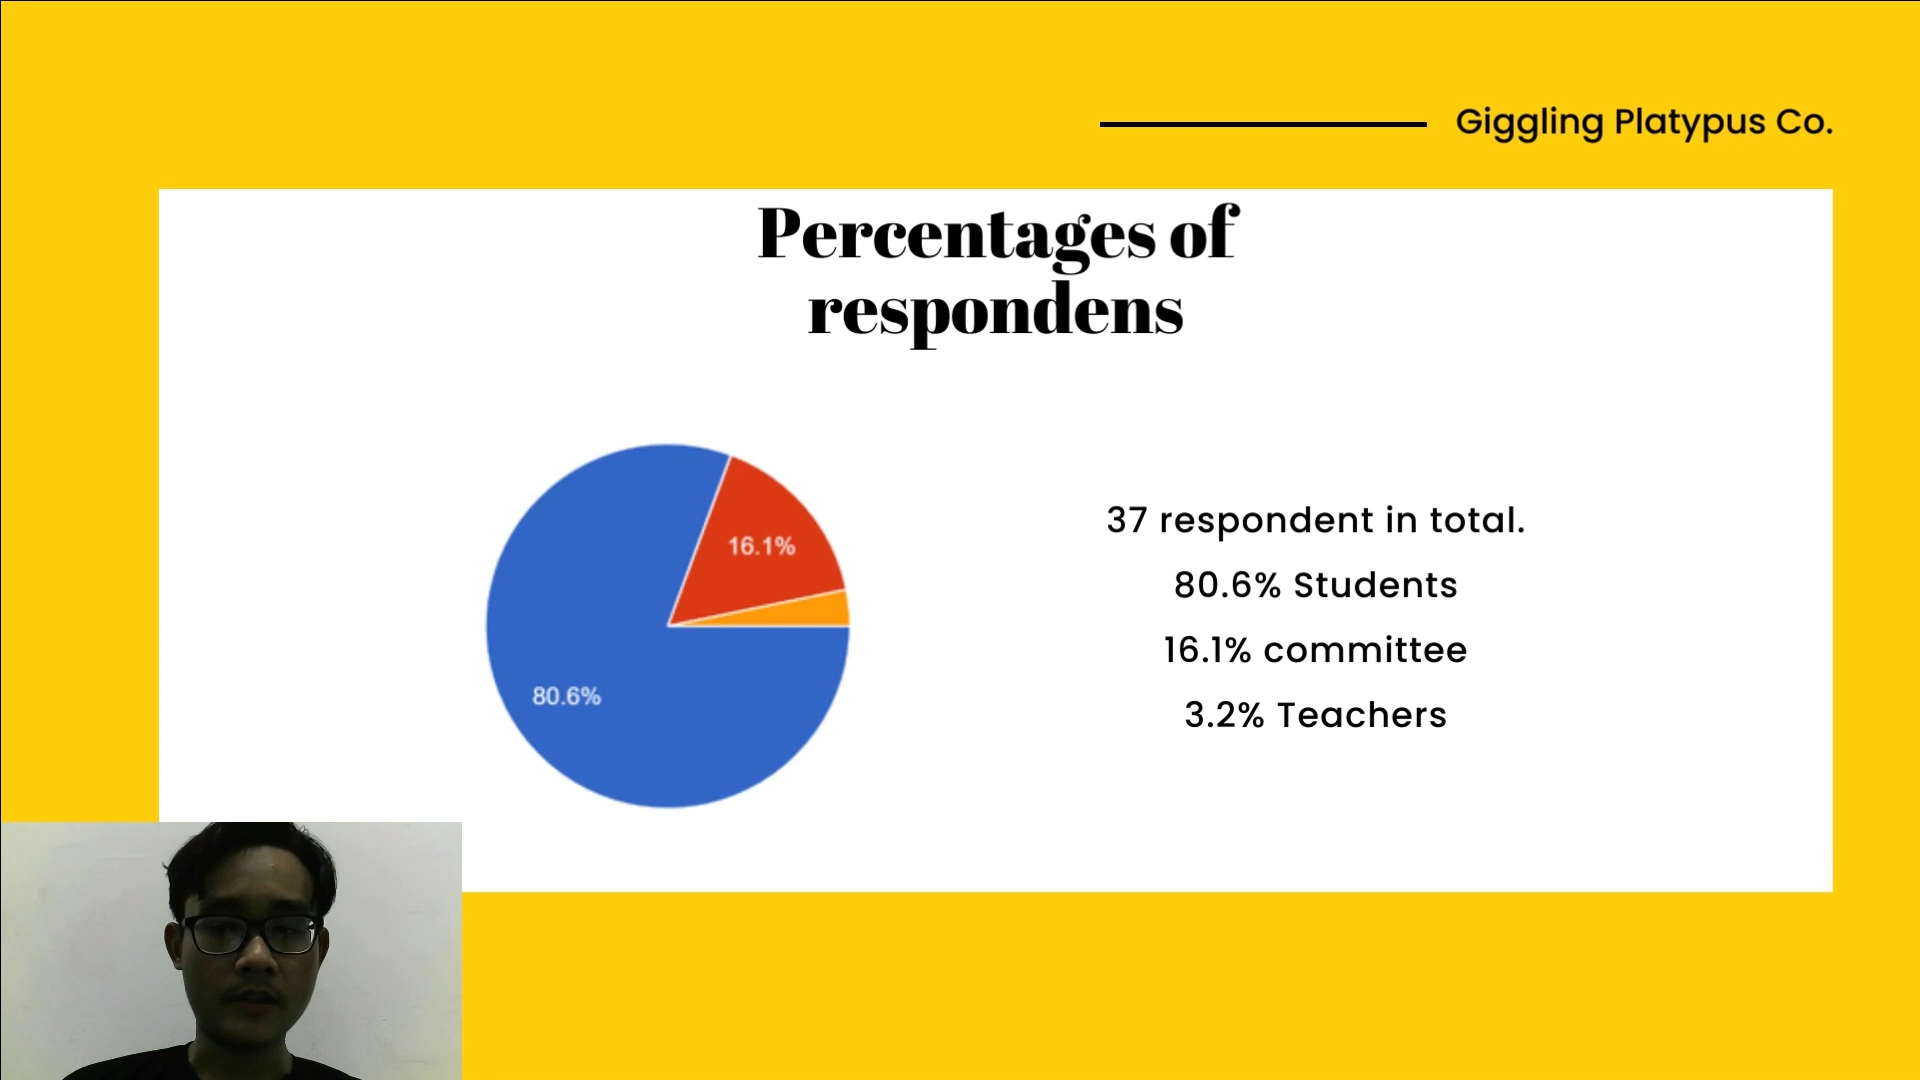 Giggling Platypus Co.
Percentages of
respondens
16.1%
80.6%
37 respondent in total.
80.6% Students
16.1% committee
3.2% Teachers